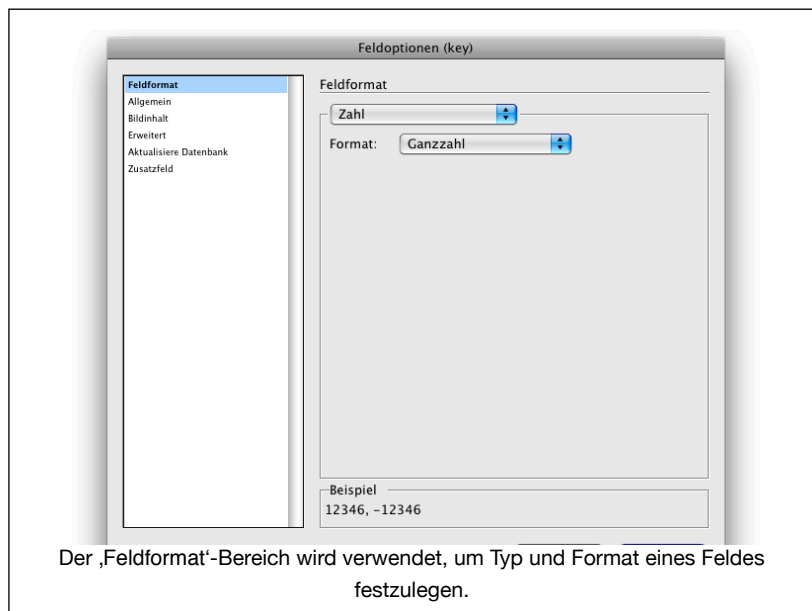 Feldoptionen (key)
Feldformat
Allgemein
Bildinhalt
Erweitert
Aktualisiere Datenbank
Zusatzfeld
Feldformat
Zahl
Format: Ganzzahl
Beispiel
12346, -12346
Der ‚Feldformat‘-Bereich wird verwendet, um Typ und Format eines Feldes
festzulegen.